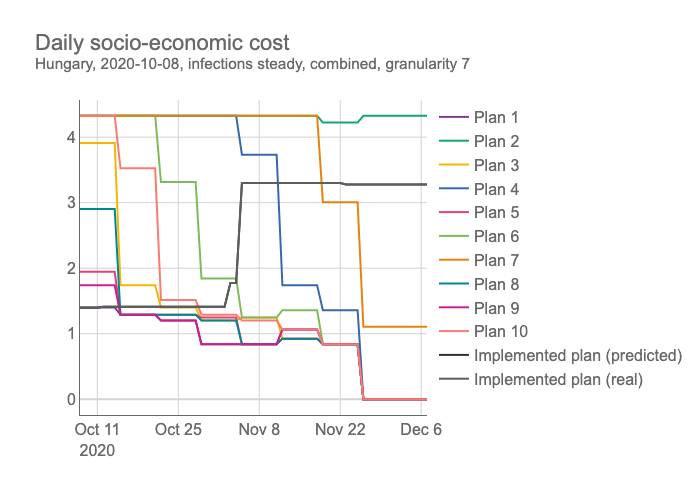 Daily socio-economic cost
Hungary, 2020-10-08, infections steady, combined, granularity 7
4
3
2
1
0
Oct 11
2020
Oct 25
Nov 8
Nov 22
Dec 6
Plan 1
Plan 2
Plan 3
Plan 4
Plan 5
Plan 6
Plan 7
Plan 8
Plan 9
Plan 10
Implemented plan (predicted)
Implemented plan (real)